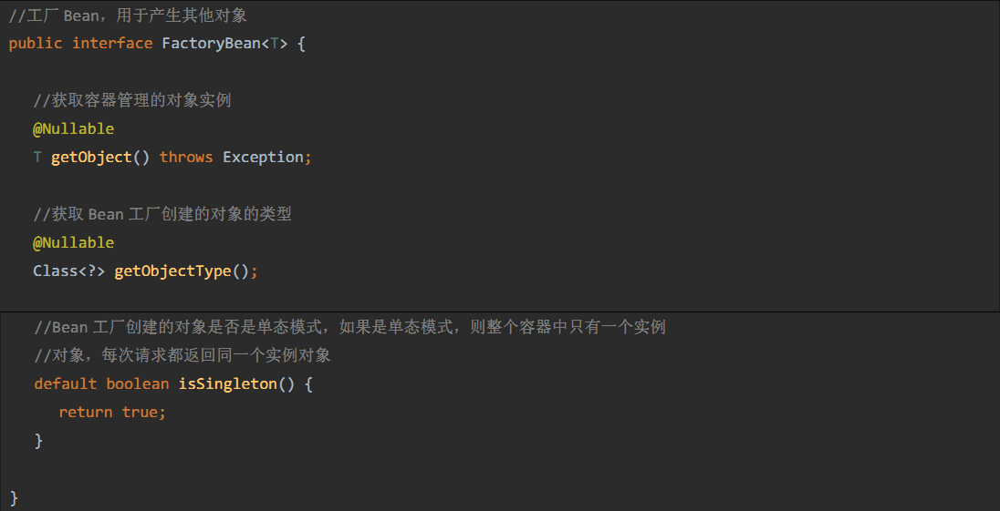 //工厂 Bean，用于产生其他对象
public interface FactoryBean<T> {
//获取容器管理的对象实例
@Nullable
T getObject() throws Exception;
//获取 Bean 工厂创建的对象的类型
@Nullable
Class<?> getObjectType();
//Bean 工厂创建的对象是否是单态模式，如果是单态模式，则整个容器中只有一个实例
//对象，每次请求都返回同一个实例对象
default boolean isSingleton() {
return true;
}
}